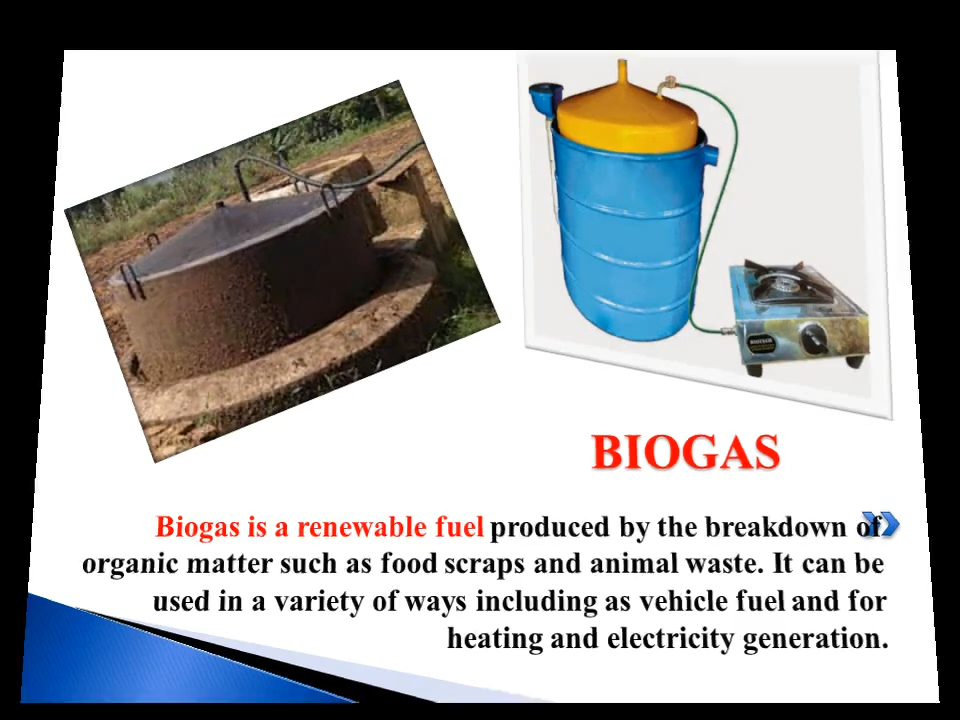 BIOTECH
BIOGAS
Biogas is a renewable fuel produced by the breakdown of
organic matter such as food scraps and animal waste. It can be
used in a variety of ways including as vehicle fuel and for
heating and electricity generation.